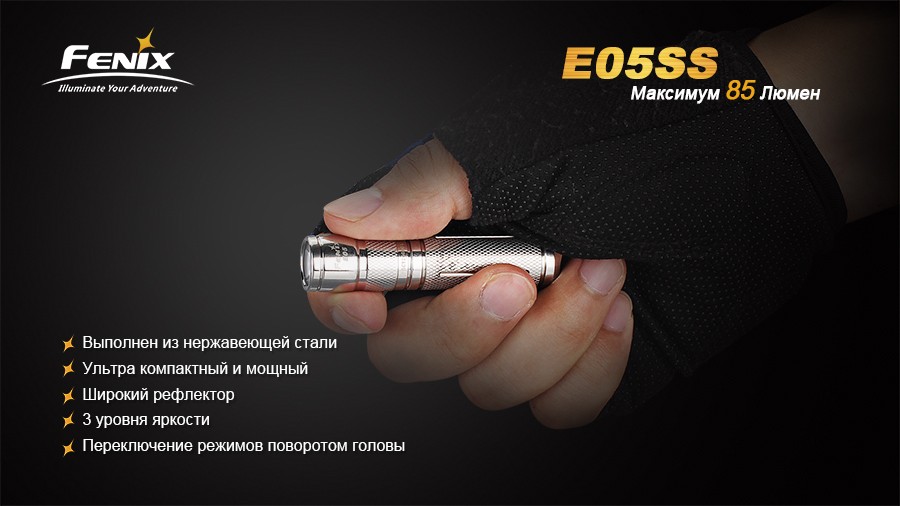 FENIX
Illuminate Your Adventure
E05SS
Максимум 85 Люмен
E05
Выполнен из нержавеющей стали
Ультра компактный и мощный
Широкий рефлектор
3 уровня яркости
Переключение режимов поворотом головы